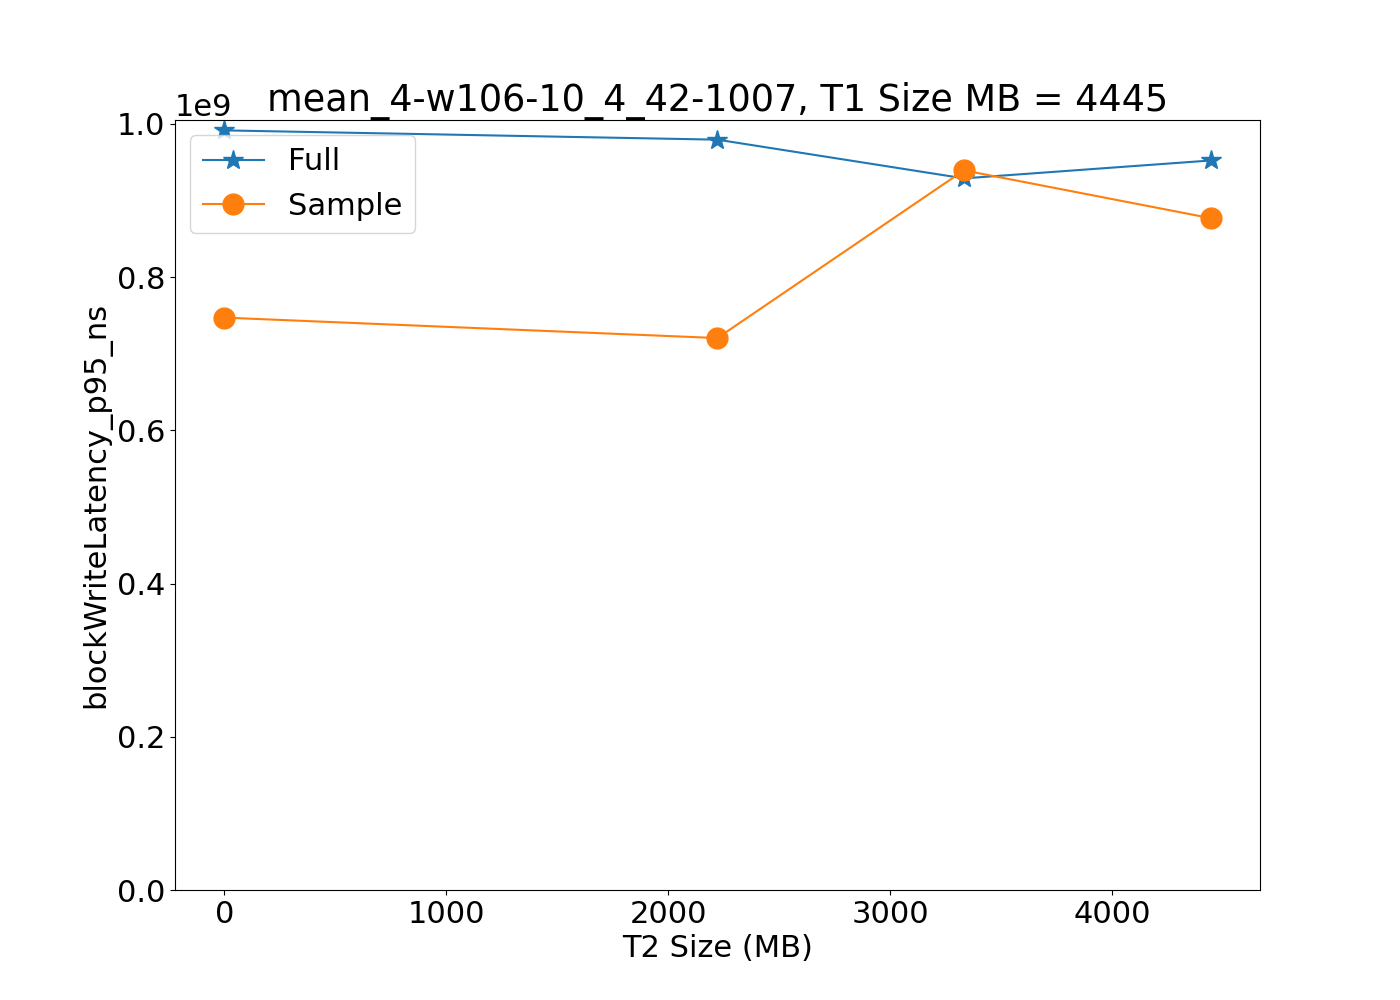 mean_4-w106-10_4_42-1007, T1 Size MB = 4445
1e9
1.0
0.8
0.6
0.4
0.2
0.0
blockWriteLatency_p95_ns
Full
Sample
0 1000 2000 3000 4000
T2 Size (MB)